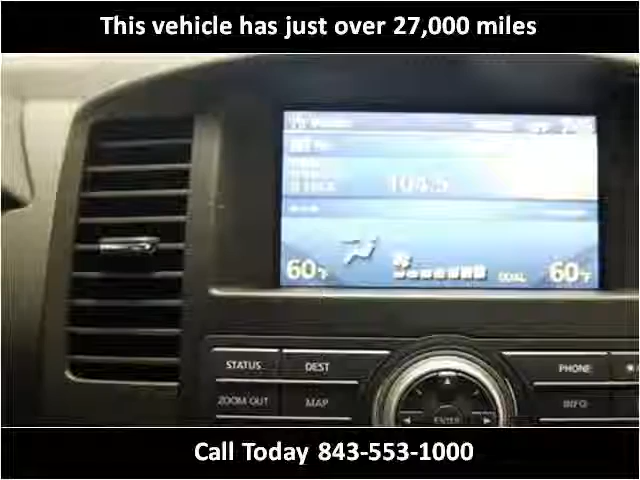 This vehicle has just over 27,000 miles
104.5
60°F DUAL 60°F
STATUS DEST PHONE
ZOOM OUT MAP INFO
ENTER
Call Today 843-553-1000